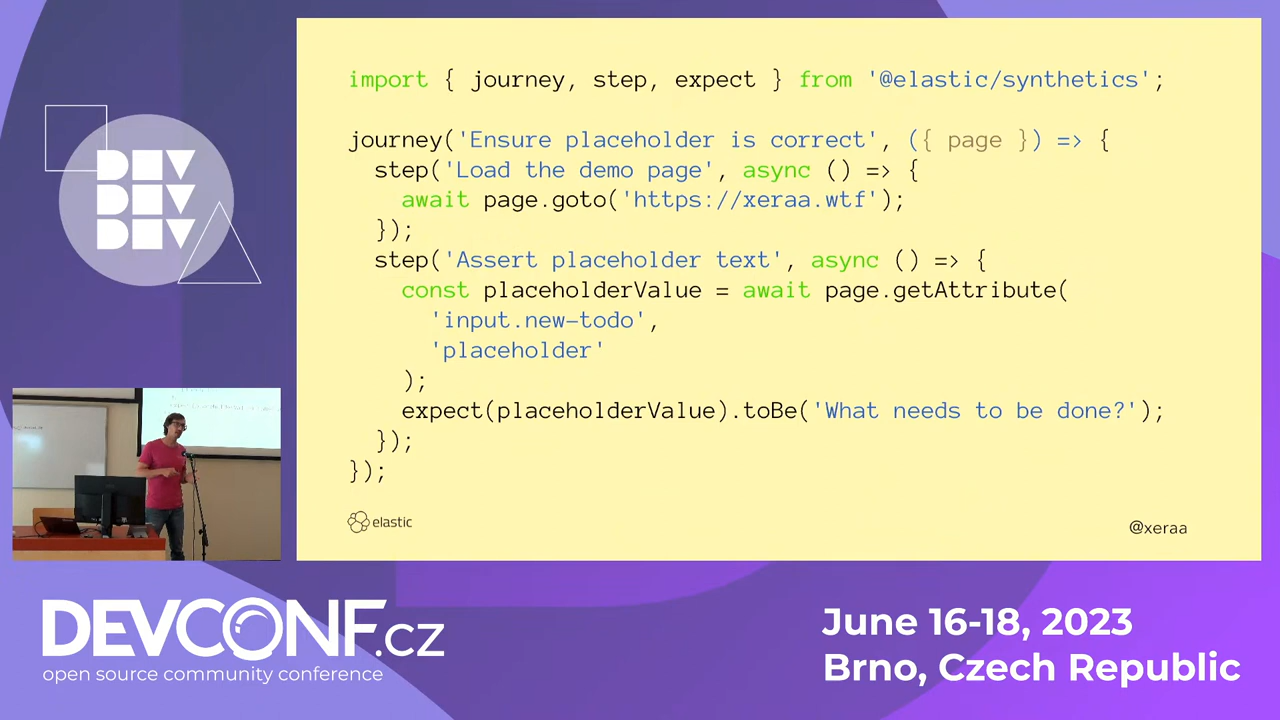 import { journey, step, expect } from '@elastic/synthetics';
journey('Ensure placeholder is correct', ({ page }) => {
step('Load the demo page', async () => {
await page.goto('https://xeraa.wtf');
});
step('Assert placeholder text', async () => {
const placeholderValue = await page.getAttribute(
'input.new-todo',
'placeholder'
);
expect(placeholderValue).toBe('What needs to be done?');
});
});
elastic
@xeraa
DEV
DEV
DEV
DEVCONF.cz
open source community conference
June 16-18, 2023
Brno, Czech Republic